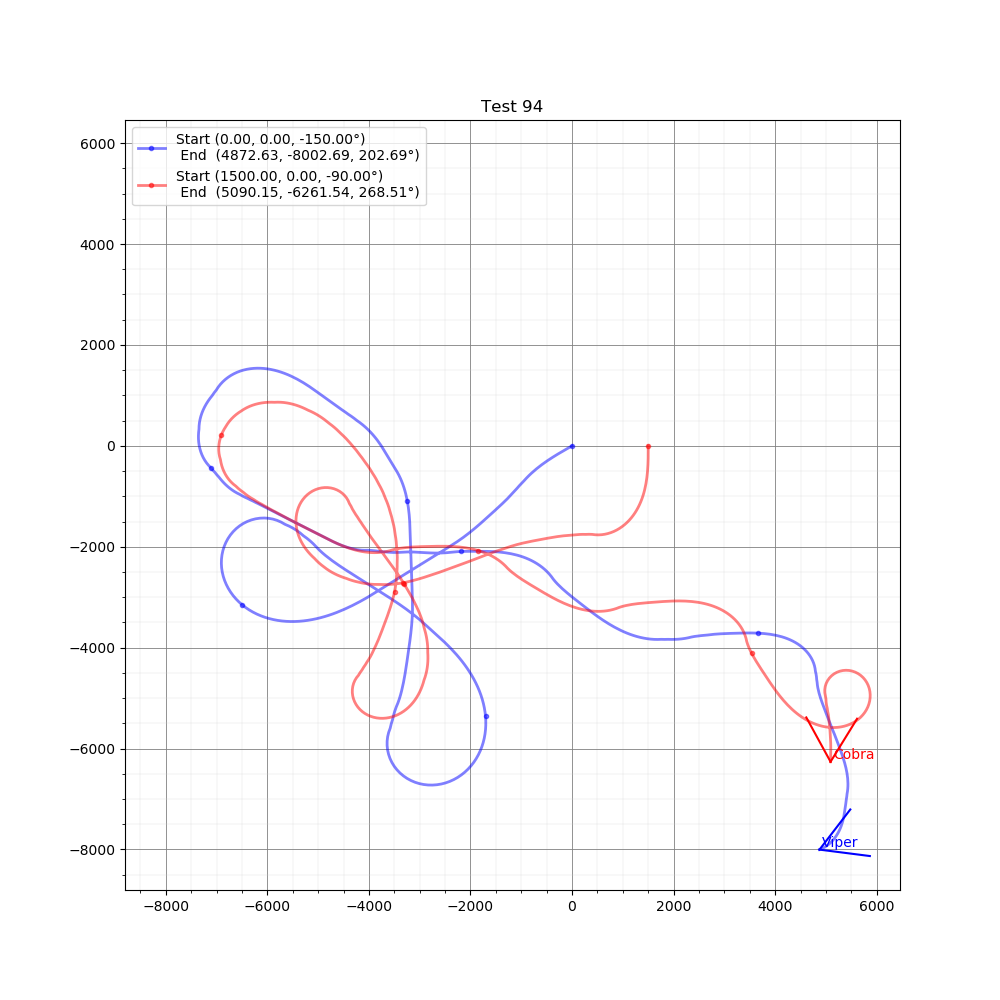 Test 94
Start (0.00, 0.00, -150.00°)
End (4872.63, -8002.69, 202.69°)
Start (1500.00, 0.00, -90.00°)
End (5090.15, -6261.54, 268.51°)
6000
4000
2000
0
−2000
−4000
−6000
−8000
Cobra
Viper
−8000 −6000 −4000 −2000 0 2000 4000 6000